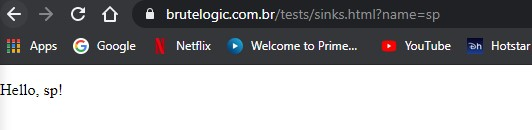 brutelogic.com.br/tests/sinks.html?name=sp
Apps Google Netflix Welcome to Prime... YouTube Hotstar
Hello, sp!